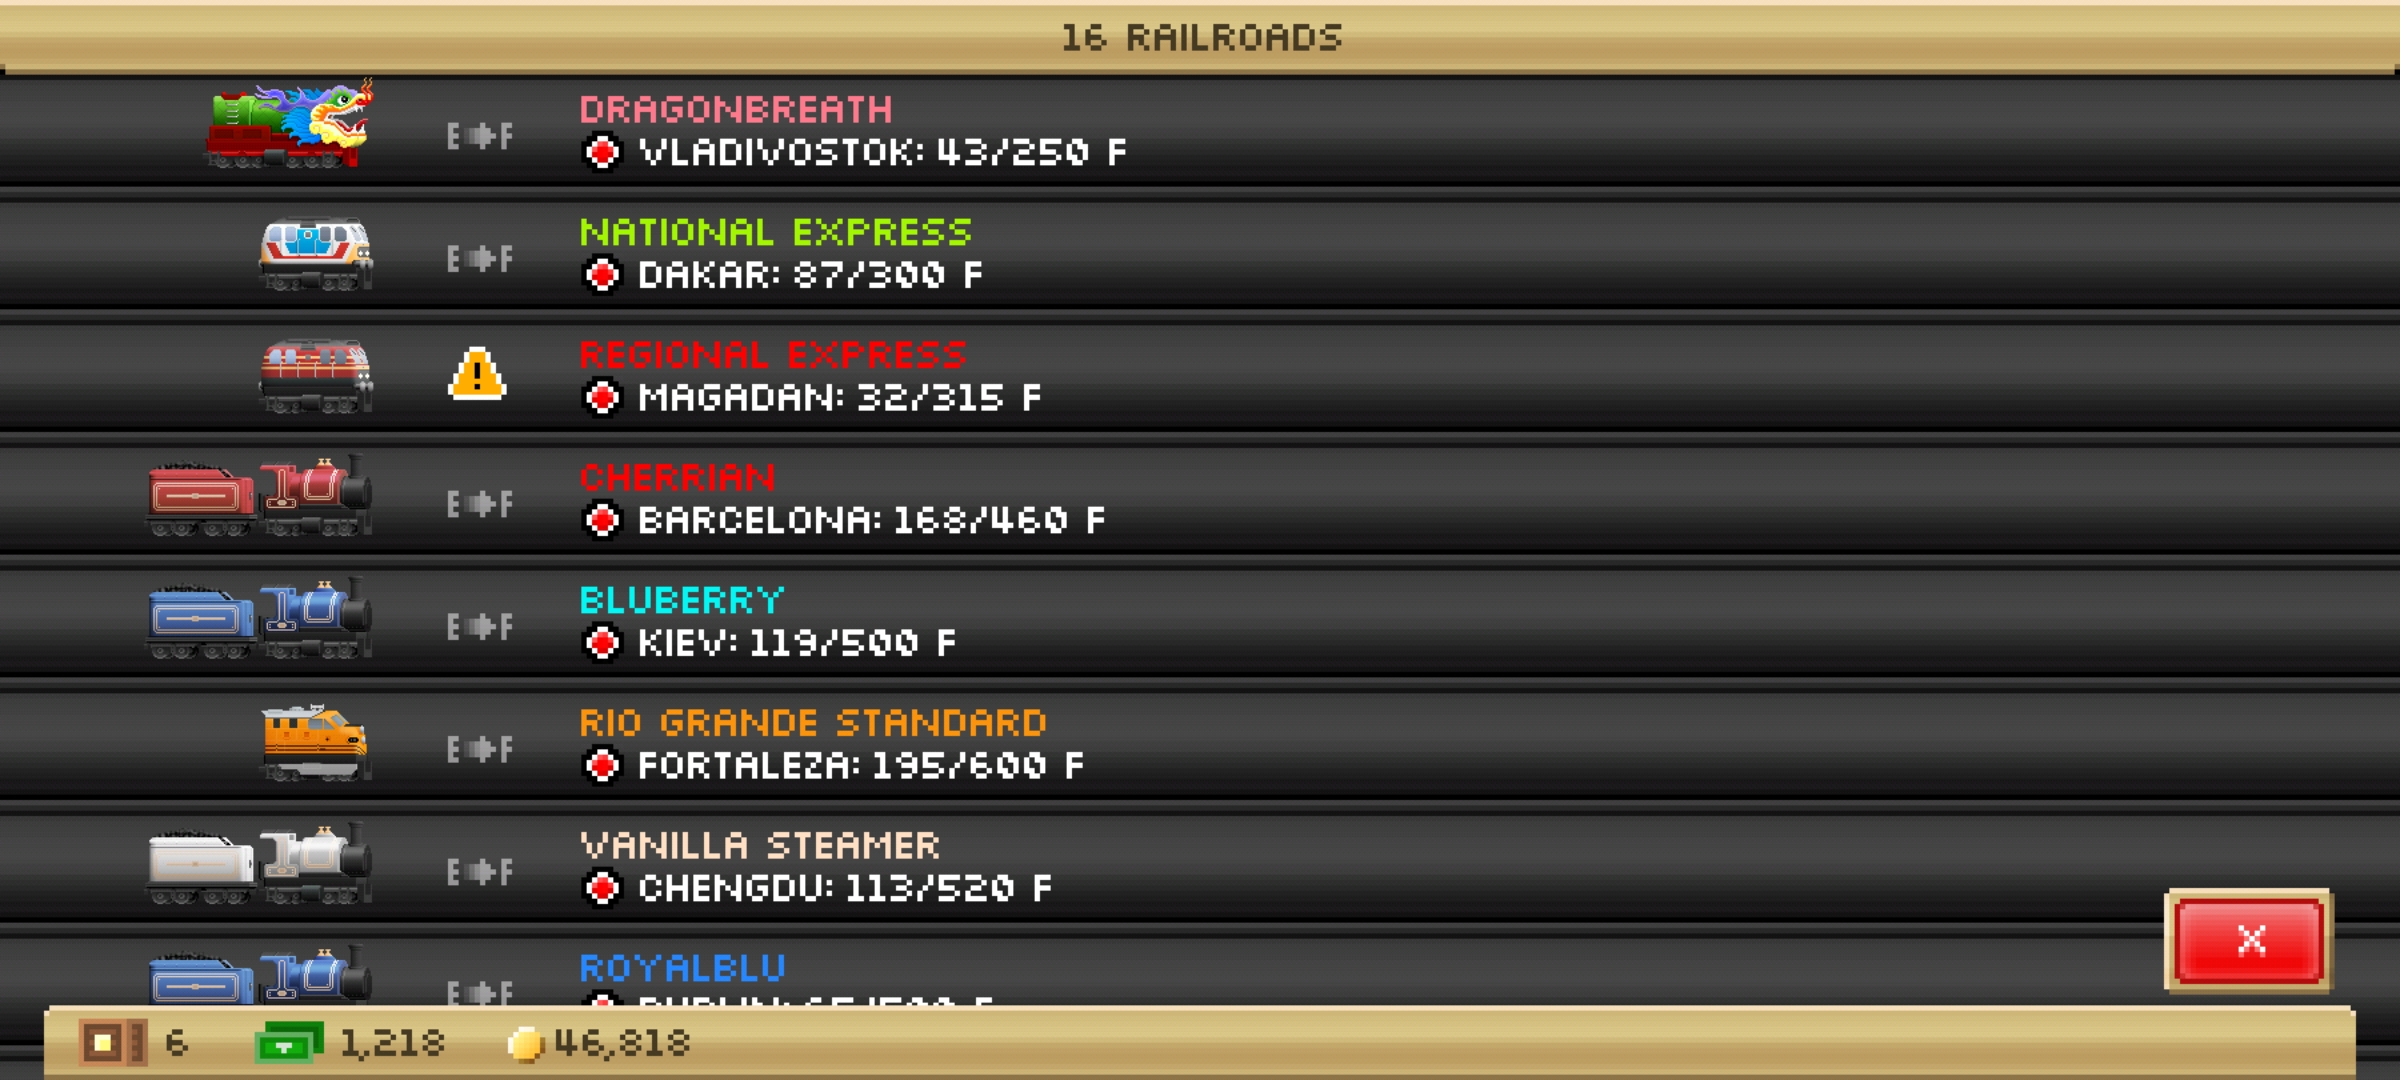 16 RAILROADS
DRAGONBREATH
E F VLADIVOSTOK: 43/250 F
NATIONAL EXPRESS
E F DAKAR: 87/300 F
REGIONAL EXPRESS
! MAGADAN: 32/315 F
CHERRIAN
E F BARCELONA: 168/460 F
BLUBERRY
E F KIEV: 119/500 F
RIO GRANDE STANDARD
E F FORTALEZA: 195/600 F
VANILLA STEAMER
E F CHENGDU: 113/520 F
ROYALBLU
E F
X
6 1,218 46,818